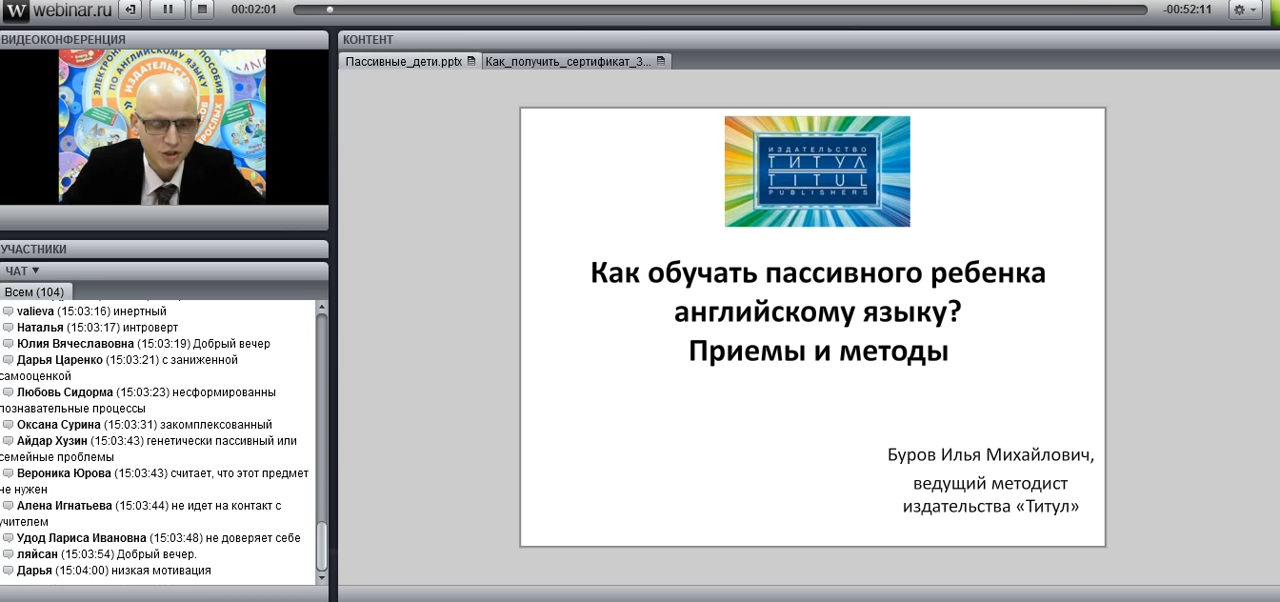 W webinar.ru 00:02:01 -00:52:11
ВИДЕОКОНФЕРЕНЦИЯ
ЭЛЕКТРОННЫЕ ПОСОБИЯ
ПО АНГЛИЙСКОМУ ЯЗЫКУ
ИЗДАТЕЛЬСТВО
УЧАСТНИКИ
ЧАТ
Всем (104)
valieva (15:03:16) инертный
Наталья (15:03:17) интроверт
Юлия Вячеславовна (15:03:19) Добрый вечер
Дарья Царенко (15:03:21) с заниженной
самооценкой
Любовь Сидорма (15:03:23) несформированны
познавательные процессы
Оксана Сурина (15:03:31) закомплексованный
Айдар Хузин (15:03:43) генетически пассивный или
семейные проблемы
Вероника Юрова (15:03:43) считает, что этот предмет
не нужен
Алена Игнатьева (15:03:44) не идет на контакт с
учителем
Удод Лариса Ивановна (15:03:48) не доверяет себе
ляйсан (15:03:54) Добрый вечер.
Дарья (15:04:00) низкая мотивация
КОНТЕНТ
Пассивные_дети.pptx Как_получить_сертификат_3...
ИЗДАТЕЛЬСТВО
ТИТУЛ
TITUL
PUBLISHERS
Как обучать пассивного ребенка
английскому языку?
Приемы и методы
Буров Илья Михайлович,
ведущий методист
издательства «Титул»